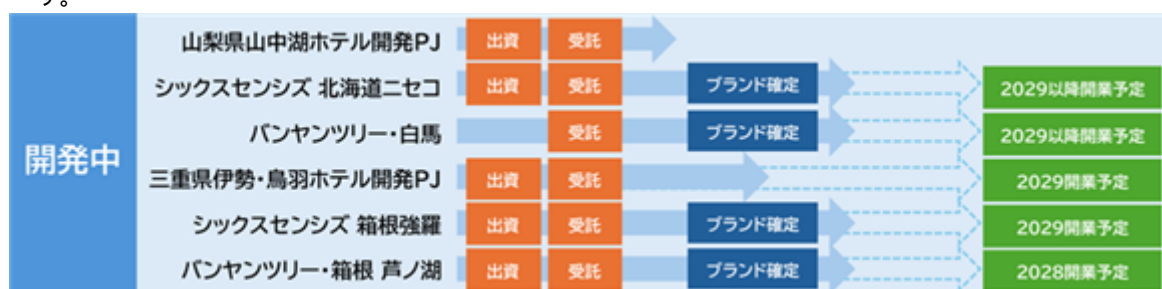 す。
開発中
山梨県山中湖ホテル開発PJ 出資 受託
シックスセンシズ 北海道ニセコ 出資 受託 ブランド確定 2029以降開業予定
バンヤンツリー・白馬 受託 ブランド確定 2029以降開業予定
三重県伊勢・鳥羽ホテル開発PJ 出資 受託 2029開業予定
シックスセンシズ 箱根強羅 出資 受託 ブランド確定 2029開業予定
バンヤンツリー・箱根 芦ノ湖 出資 受託 ブランド確定 2028開業予定